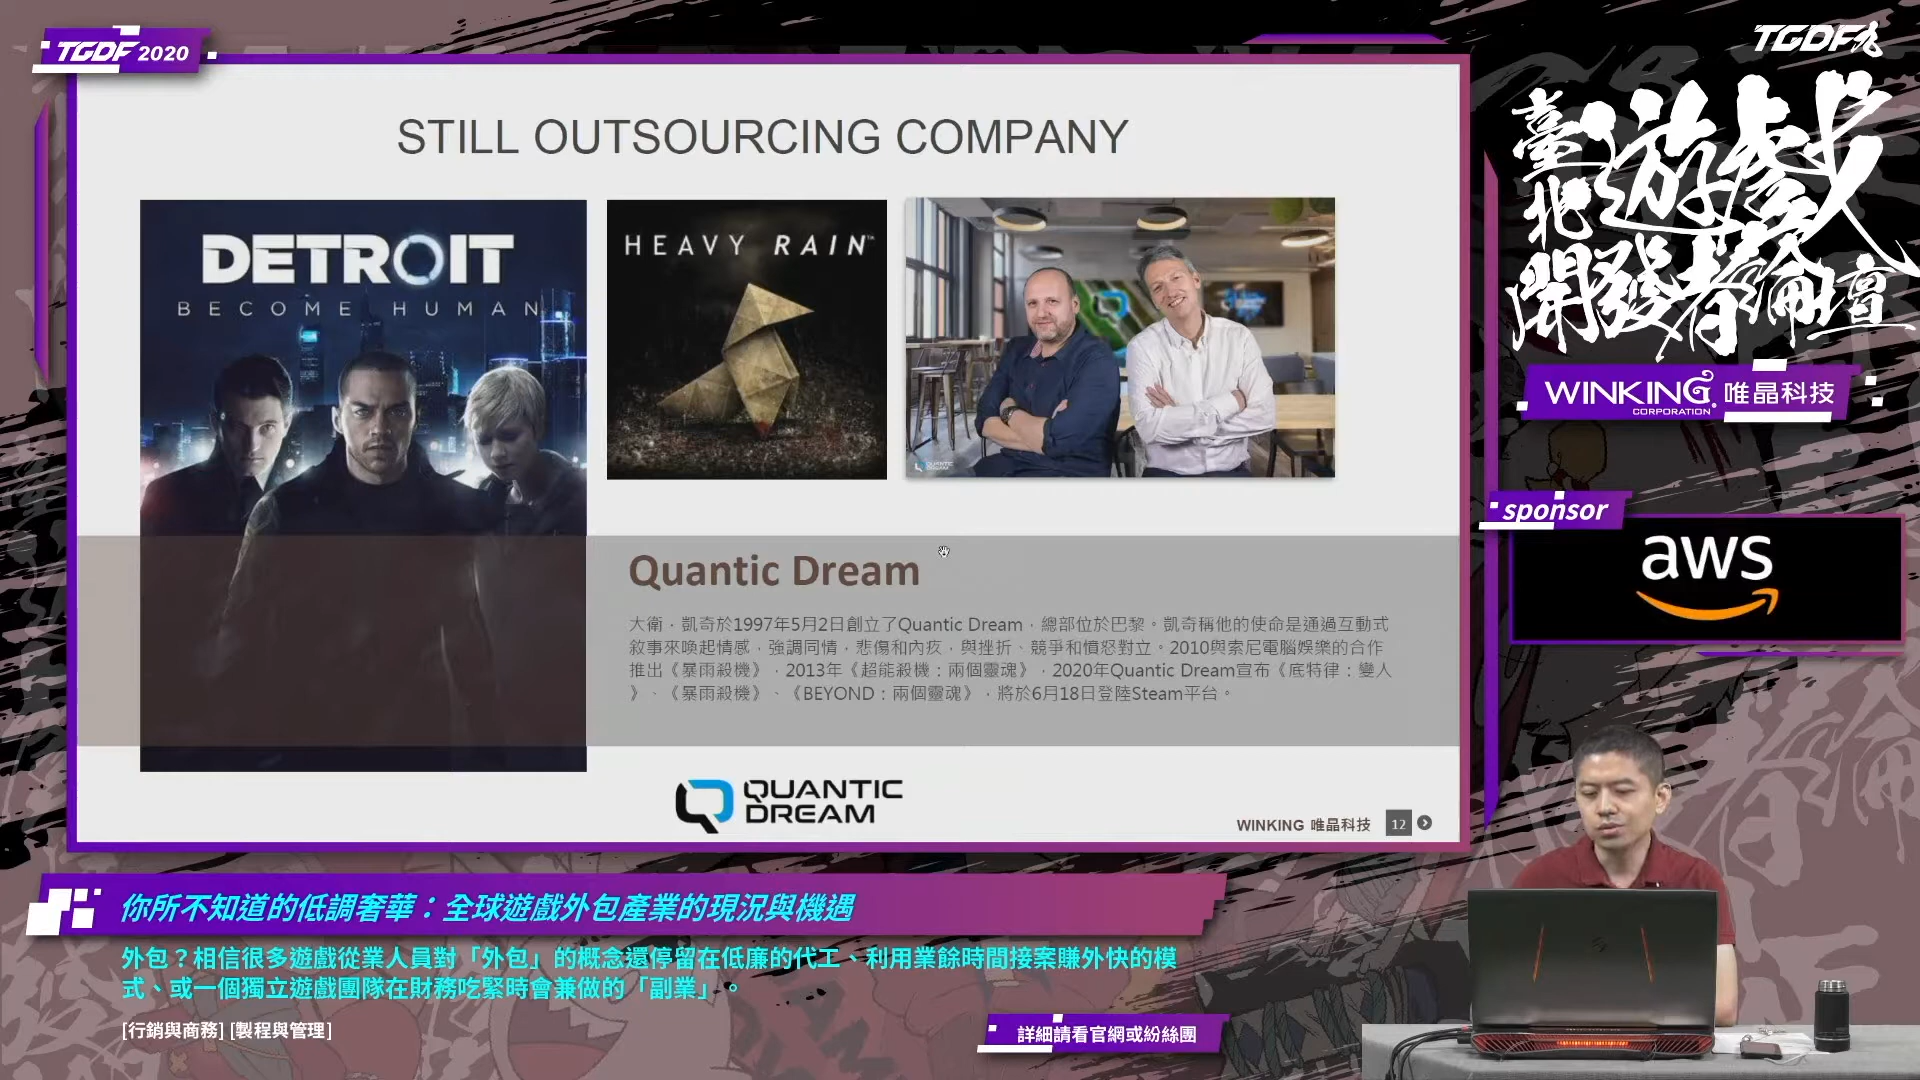 TGDF 2020
STILL OUTSOURCING COMPANY
DETROIT
BECOME HUMAN
HEAVY RAIN™
QUANTIC DREAM
Quantic Dream
大衛．凱奇於1997年5月2日創立了Quantic Dream，總部位於巴黎。凱奇稱他的使命是通過互動式
敘事來喚起情感，強調同情，悲傷和內疚，與挫折、競爭和憤怒對立。2010與索尼電腦娛樂的合作
推出《暴雨殺機》，2013年《超能殺機：兩個靈魂》，2020年Quantic Dream宣布《底特律：變人
》、《暴雨殺機》、《BEYOND：兩個靈魂》，將於6月18日登陸Steam平台。
QUANTIC
DREAM
WINKING 唯晶科技 12
TGDF九
臺北遊戲
開發者論壇
WINKING CORPORATION 唯晶科技
sponsor
aws
你所不知道的低調奢華：全球遊戲外包產業的現況與機遇
外包？相信很多遊戲從業人員對「外包」的概念還停留在低廉的代工、利用業餘時間接案賺外快的模
式、或一個獨立遊戲團隊在財務吃緊時會兼做的「副業」。
[行銷與商務] [製程與管理]
詳細請看官網或紛絲團